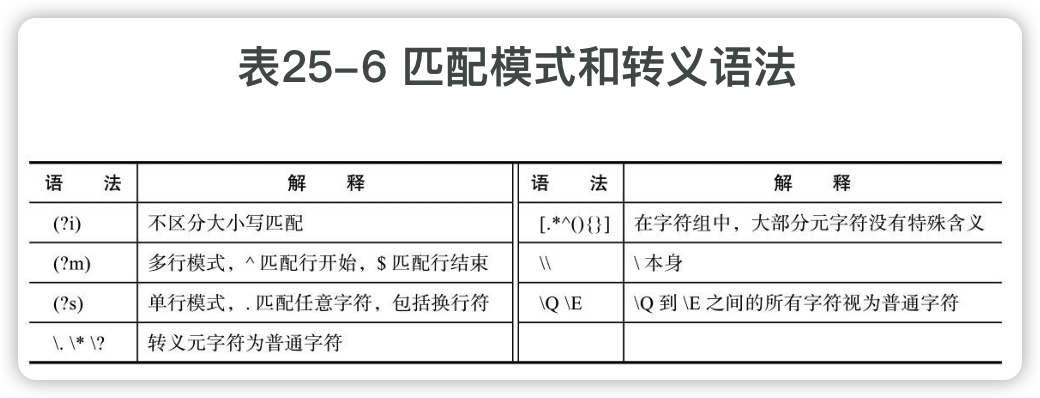 表25-6 匹配模式和转义语法
语 法 解 释 语 法 解 释
(?i) 不区分大小写匹配 [.*^(){}] 在字符组中，大部分元字符没有特殊含义
(?m) 多行模式，^ 匹配行开始，$ 匹配行结束 \\ \ 本身
(?s) 单行模式，. 匹配任意字符，包括换行符 \Q \E \Q 到 \E 之间的所有字符视为普通字符
\. \* \? 转义元字符为普通字符